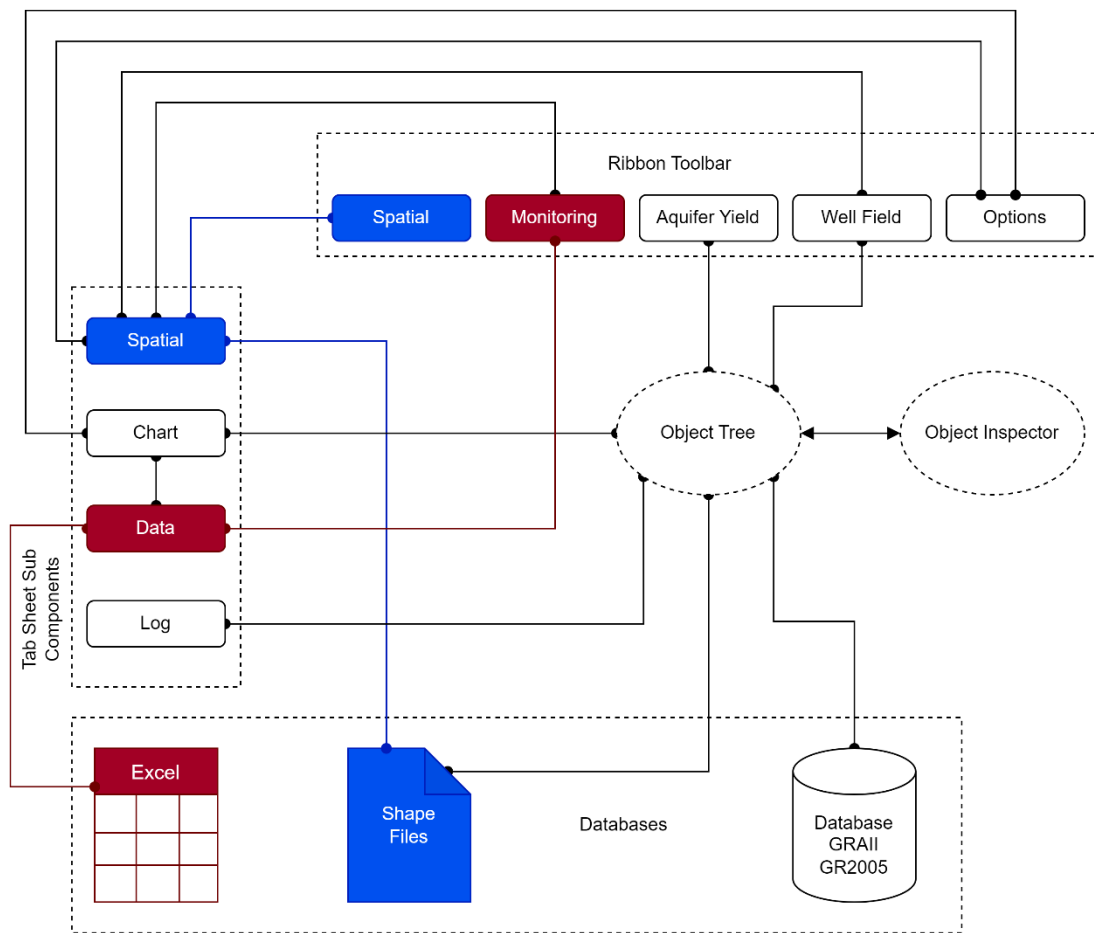 Ribbon Toolbar
Spatial
Monitoring
Aquifer Yield
Well Field
Options
Spatial
Chart
Data
Log
Tab Sheet Sub
Components
Object Tree
Object Inspector
Excel
Shape
Files
Databases
Database
GRAII
GR2005